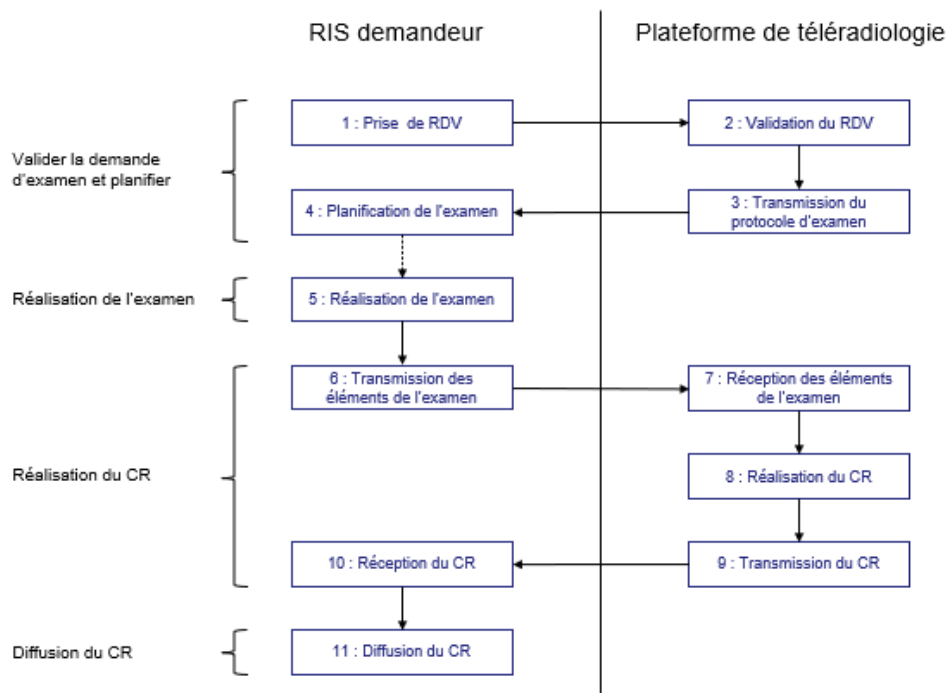 RIS demandeur
Plateforme de téléradiologie
Valider la demande
d'examen et planifier
1 : Prise de RDV
2 : Validation du RDV
4 : Planification de l'examen
3 : Transmission du
protocole d'examen
Réalisation de l'examen
5 : Réalisation de l'examen
Réalisation du CR
6 : Transmission des
éléments de l'examen
7 : Réception des éléments
de l'examen
8 : Réalisation du CR
10 : Réception du CR
9 : Transmission du CR
Diffusion du CR
11 : Diffusion du CR